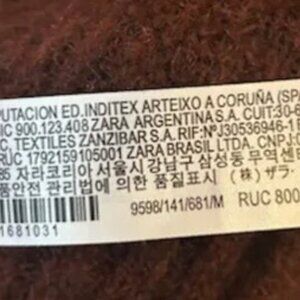 PUTACION ED.INDITEX ARTEIXO A CORUÑA (SPA
IC 900.123.408 ZARA ARGENTINA S.A. CUIT:30-6
C, TEXTILES ZANZIBAR S.A. RIF:NºJ30536946-1
RUC 1792159105001 ZARA BRASIL LTDA. CNPJ:0
85 자라코리아 서울시강남구삼성동무역센
품안전 관리법에 의한 품질표시 (株) ザラ·
9598/141/681/M RUC 800
1681031